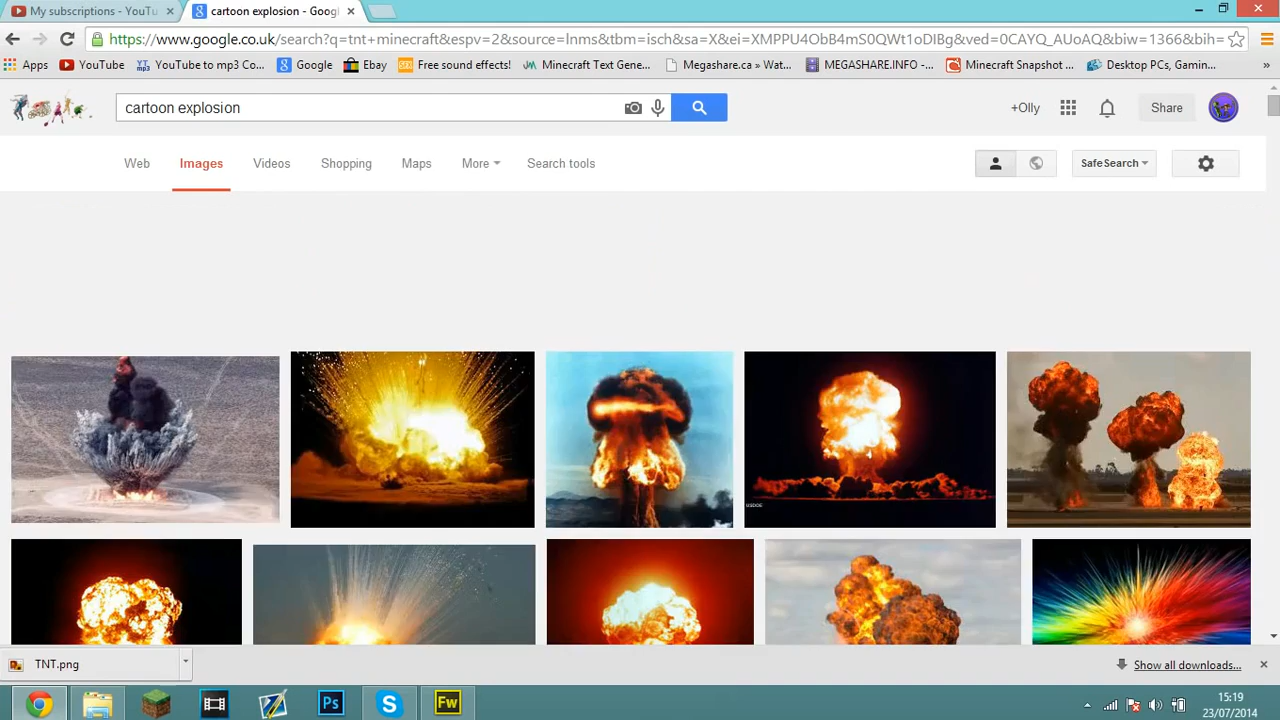 My subscriptions - YouTu
cartoon explosion - Goog
https://www.google.co.uk/search?q=tnt+minecraft&espv=2&source=lnms&tbm=isch&sa=X&ei=XMPPU4ObB4mS0QWt1oDIBg&ved=0CAYQ_AUoAQ&biw=1366&bih=
Apps
YouTube
YouTube to mp3 Co...
Google
Ebay
Free sound effects!
Minecraft Text Gene...
Megashare.ca » Wat...
MEGASHARE.INFO -...
Minecraft Snapshot ...
Desktop PCs, Gamin...
»
cartoon explosion
+Olly
Share
Web
Images
Videos
Shopping
Maps
More
Search tools
SafeSearch
TNT.png
Show all downloads...
Ps
S
Fw
15:19
23/07/2014